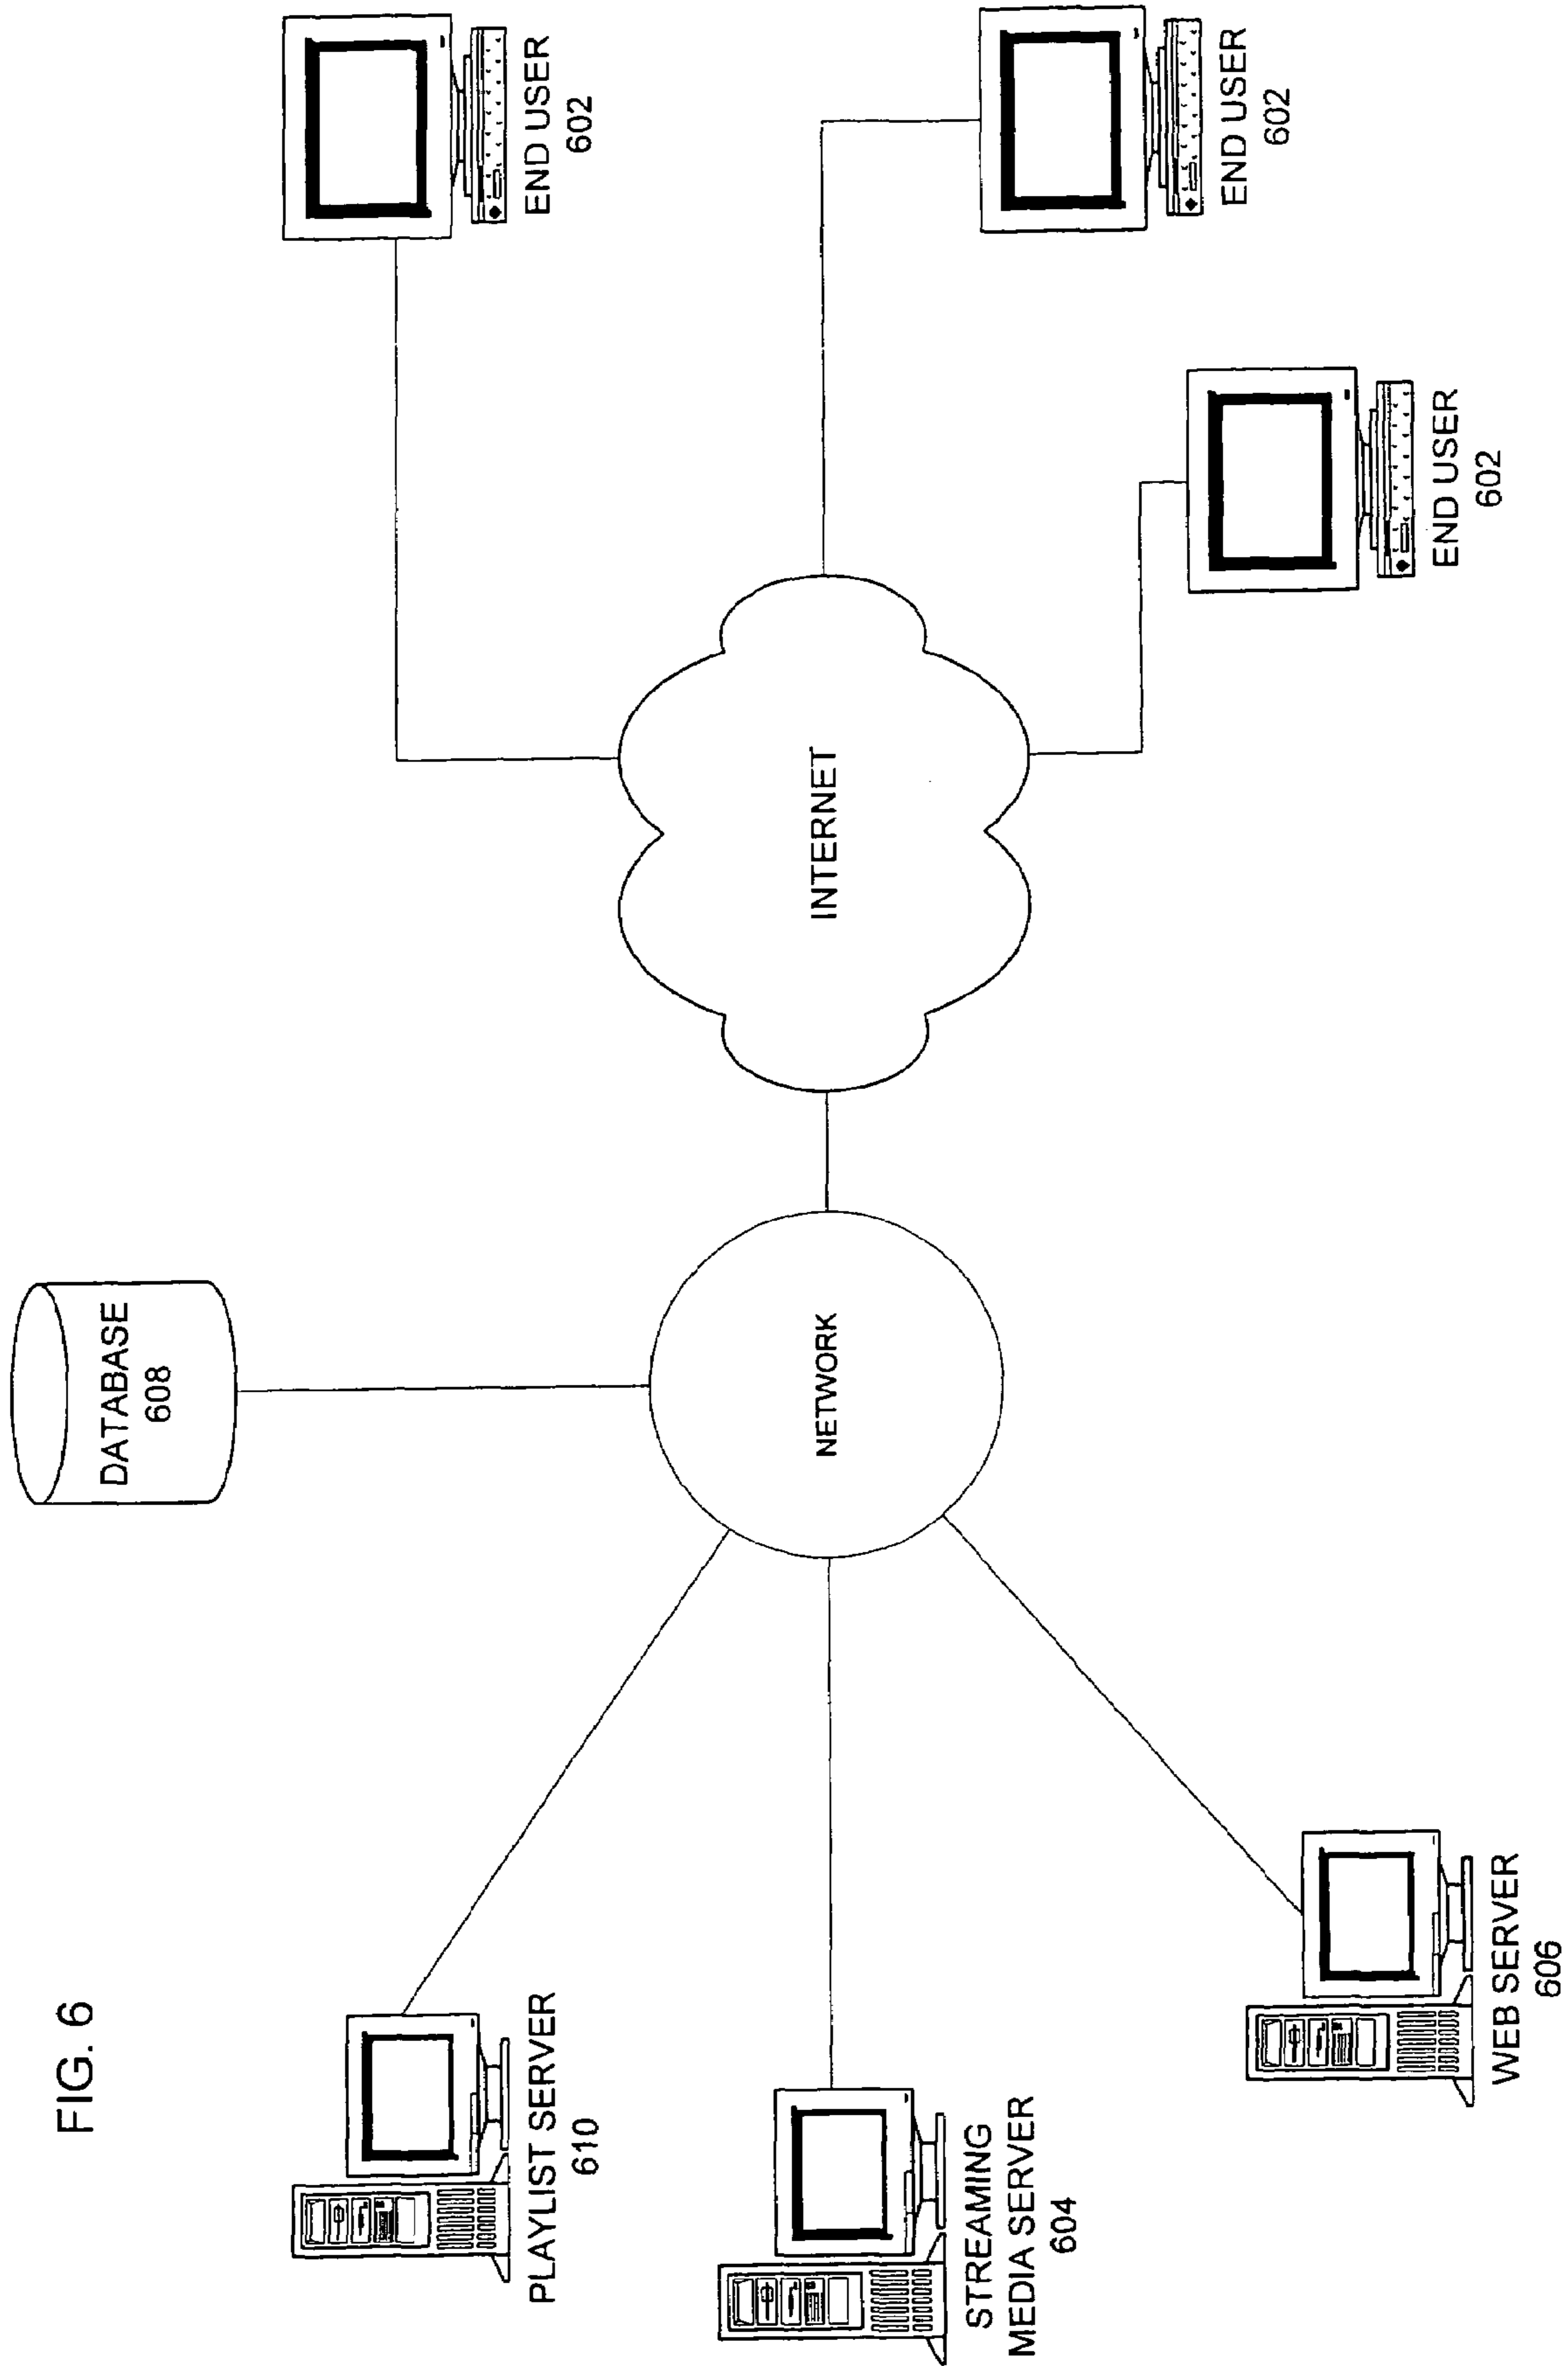 FIG. 6
DATABASE
608
END USER
602
PLAYLIST SERVER
610
NETWORK
INTERNET
END USER
602
STREAMING
MEDIA SERVER
604
END USER
602
WEB SERVER
606